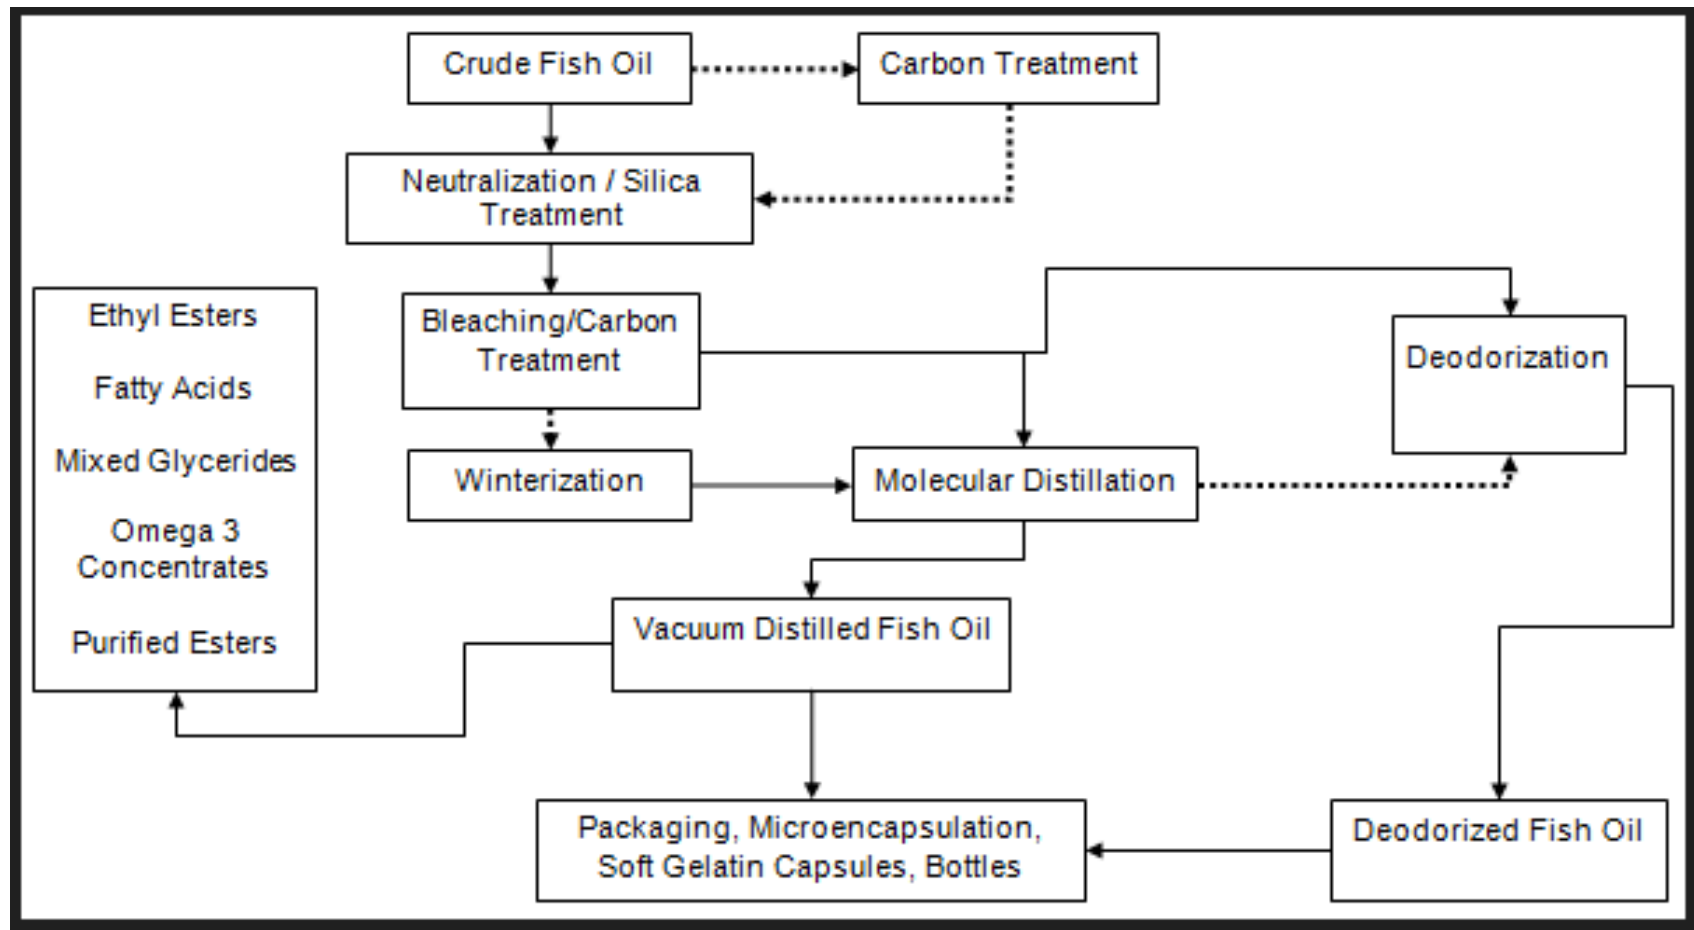 Crude Fish Oil
Carbon Treatment
Neutralization / Silica
Treatment
Bleaching/Carbon
Treatment
Deodorization
Ethyl Esters
Fatty Acids
Mixed Glycerides
Omega 3
Concentrates
Purified Esters
Winterization
Molecular Distillation
Vacuum Distilled Fish Oil
Packaging, Microencapsulation,
Soft Gelatin Capsules, Bottles
Deodorized Fish Oil